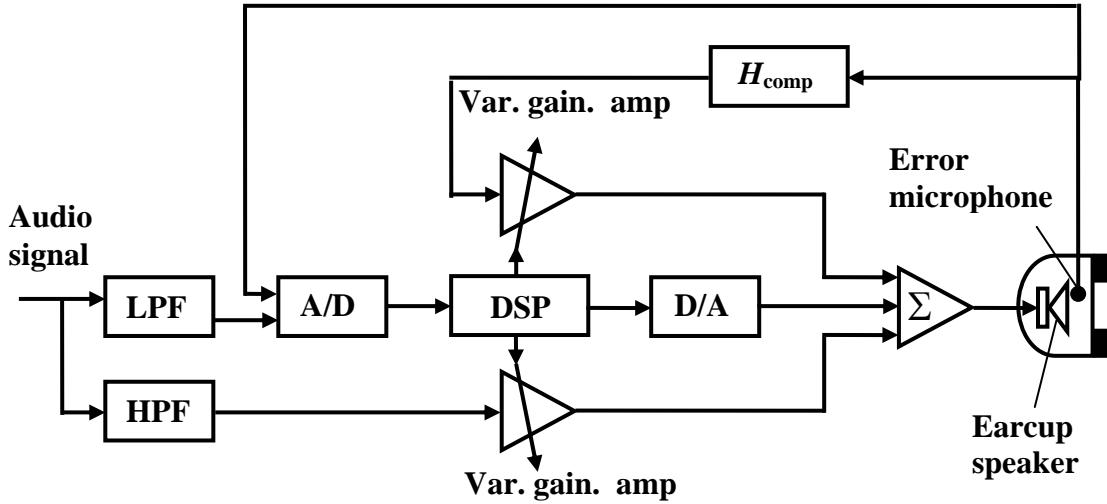 H_comp
Var. gain. amp
Error
microphone
Audio
signal
LPF
A/D
DSP
D/A
Σ
HPF
Earcup
speaker
Var. gain. amp